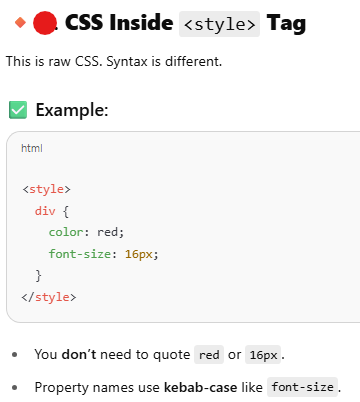 CSS Inside <style> Tag
This is raw CSS. Syntax is different.
Example:
html
<style>
div {
color: red;
font-size: 16px;
}
</style>
You don’t need to quote red or 16px.
Property names use kebab-case like font-size.